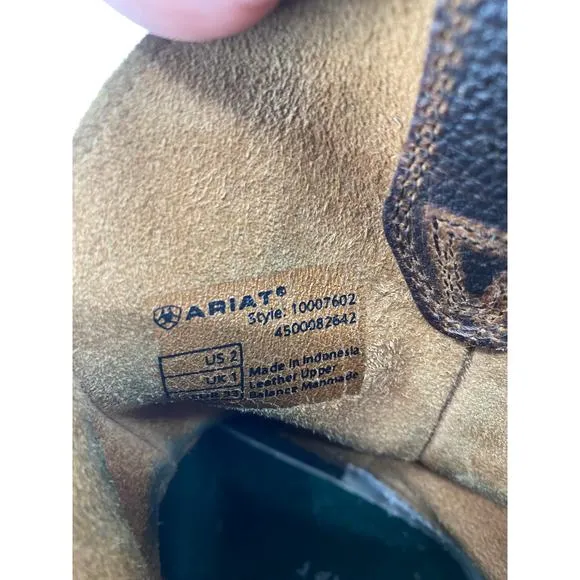 ARIAT®
Style: 10007602
4500082642
US 2
UK 1
Made in Indonesia
Leather Upper
Balance Manmade